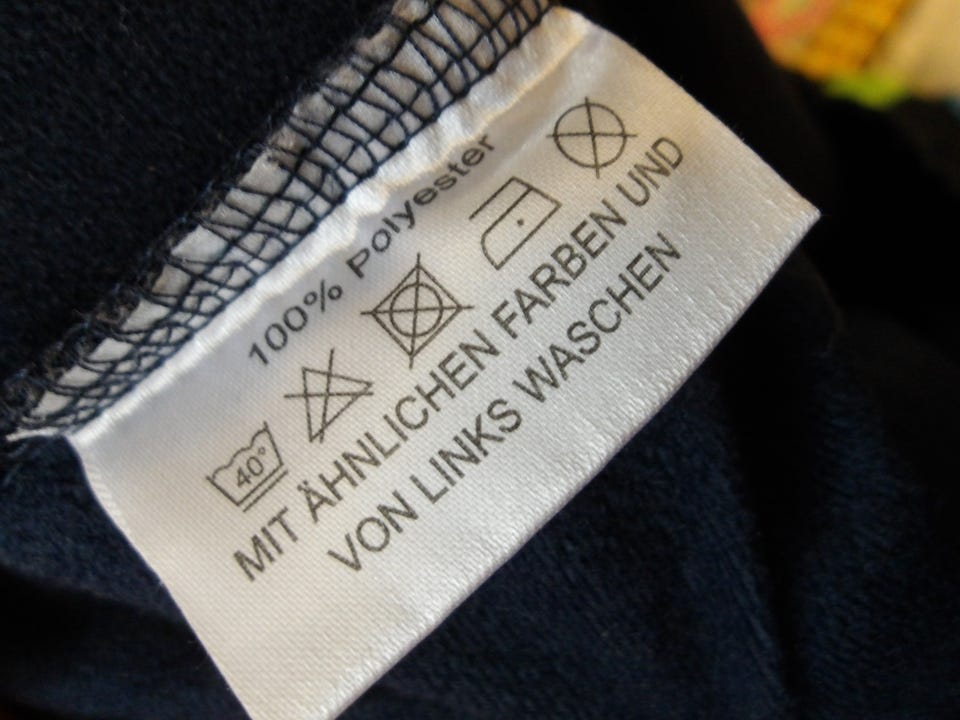 100% Polyester
40°
MIT ÄHNLICHEN FARBEN UND
VON LINKS WASCHEN